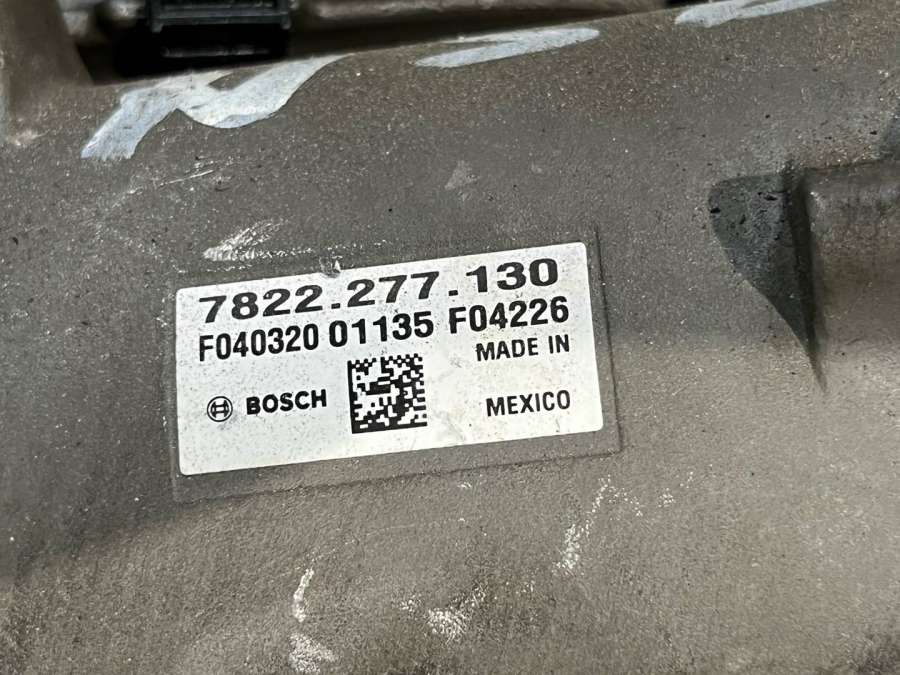 7822.277.130
F040320 01135 F04226
MADE IN
BOSCH
MEXICO